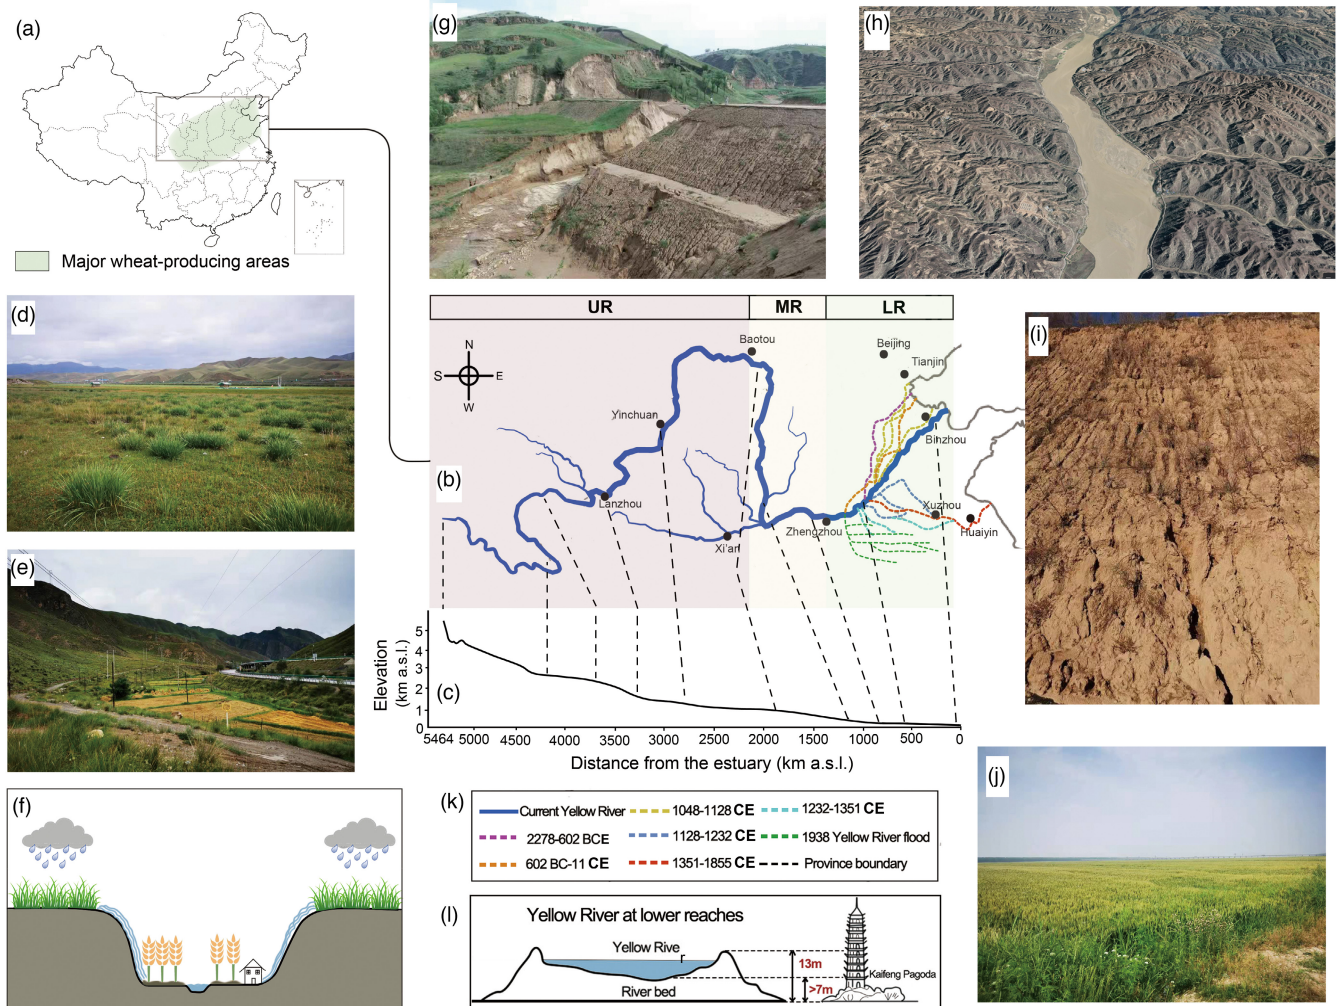 (a)
Major wheat-producing areas
(g)
(h)
(d)
UR
MR
LR
N
S
E
W
Baotou
Beijing
Tianjin
Yinchuan
Binzhou
(b)
Lanzhou
Xi'an
Zhengzhou
Xuzhou
Huaiyin
(i)
(e)
Elevation
(km a.s.l.)
5
4
3
2
1
0
(c)
5464 5000 4500 4000 3500 3000 2500 2000 1500 1000 500 0
Distance from the estuary (km a.s.l.)
(j)
(f)
(k)
Current Yellow River
1048-1128 CE
1232-1351 CE
2278-602 BCE
1128-1232 CE
1938 Yellow River flood
602 BC-11 CE
1351-1855 CE
Province boundary
(l)
Yellow River at lower reaches
Yellow Rive
r
13m
Kaifeng Pagoda
>7m
River bed